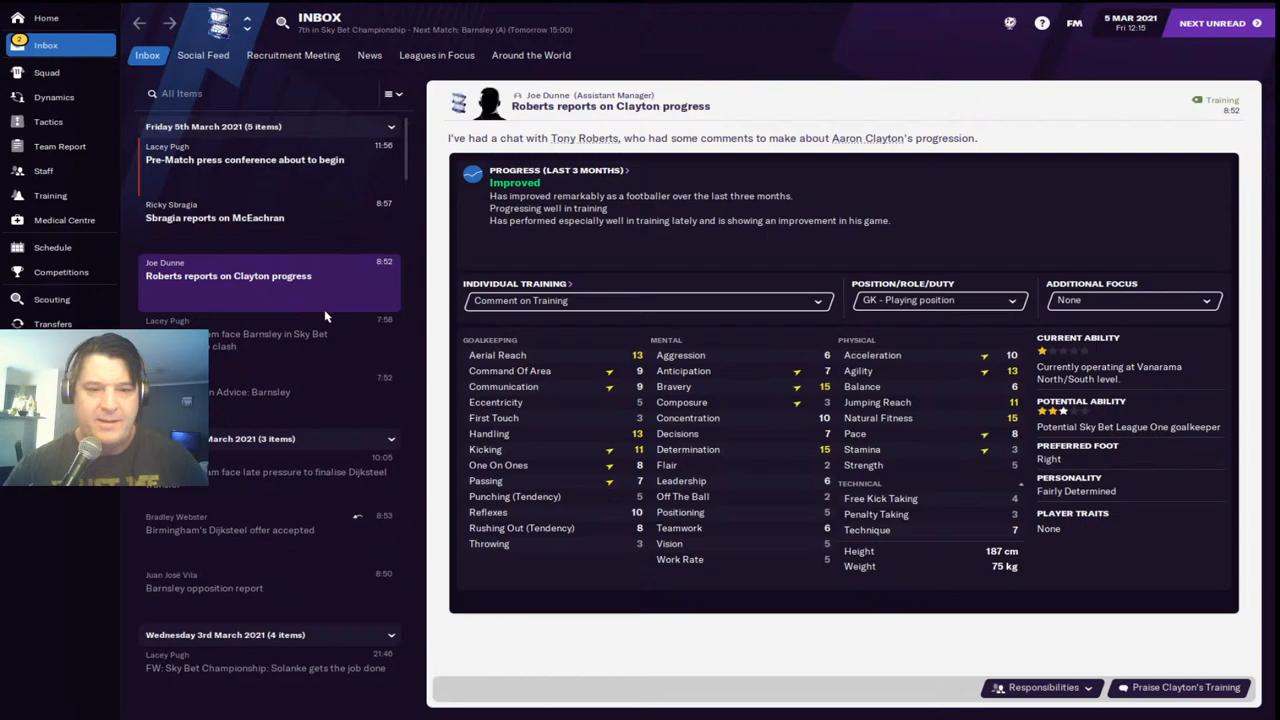 Home
INBOX
7th in Sky Bet Championship - Next Match: Barnsley (A) (Tomorrow 15:00)
FM
5 MAR 2021
Fri 12:15
NEXT UNREAD
2
Inbox
Squad
Dynamics
Tactics
Team Report
Staff
Training
Medical Centre
Schedule
Competitions
Scouting
Transfers
Inbox
Social Feed
Recruitment Meeting
News
Leagues in Focus
Around the World
All Items
Friday 5th March 2021 (5 items)
Lacey Pugh
11:56
Pre-Match press conference about to begin
Ricky Sbragia
8:57
Sbragia reports on McEachran
Joe Dunne
8:52
Roberts reports on Clayton progress
Lacey Pugh
7:58
am face Barnsley in Sky Bet
clash
7:52
n Advice: Barnsley
March 2021 (3 items)
10:05
am face late pressure to finalise Dijksteel
Bradley Webster
8:53
Birmingham's Dijksteel offer accepted
Juan José Vila
8:50
Barnsley opposition report
Wednesday 3rd March 2021 (4 items)
Lacey Pugh
21:46
FW: Sky Bet Championship: Solanke gets the job done
Joe Dunne (Assistant Manager)
Roberts reports on Clayton progress
Training
8:52
I've had a chat with Tony Roberts, who had some comments to make about Aaron Clayton's progression.
PROGRESS (LAST 3 MONTHS)
Improved
Has improved remarkably as a footballer over the last three months.
Progressing well in training
Has performed especially well in training lately and is showing an improvement in his game.
INDIVIDUAL TRAINING
Comment on Training
POSITION/ROLE/DUTY
GK - Playing position
ADDITIONAL FOCUS
None
GOALKEEPING
Aerial Reach 13
Command Of Area 9
Communication 9
Eccentricity 5
First Touch 3
Handling 13
Kicking 11
One On Ones 8
Passing 7
Punching (Tendency) 5
Reflexes 10
Rushing Out (Tendency) 8
Throwing 3
MENTAL
Aggression 6
Anticipation 7
Bravery 15
Composure 3
Concentration 10
Decisions 7
Determination 15
Flair 2
Leadership 6
Off The Ball 2
Positioning 5
Teamwork 6
Vision 5
Work Rate 5
PHYSICAL
Acceleration 10
Agility 13
Balance 6
Jumping Reach 11
Natural Fitness 15
Pace 8
Stamina 3
Strength 5
TECHNICAL
Free Kick Taking 4
Penalty Taking 3
Technique 7
Height 187 cm
Weight 75 kg
CURRENT ABILITY
Currently operating at Vanarama
North/South level.
POTENTIAL ABILITY
Potential Sky Bet League One goalkeeper
PREFERRED FOOT
Right
PERSONALITY
Fairly Determined
PLAYER TRAITS
None
Responsibilities
Praise Clayton's Training